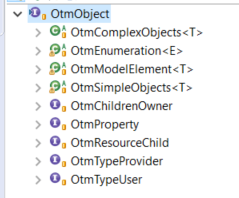 OtmObject
OtmComplexObjects<T>
OtmEnumeration<E>
OtmModelElement<T>
OtmSimpleObjects<T>
OtmChildrenOwner
OtmProperty
OtmResourceChild
OtmTypeProvider
OtmTypeUser